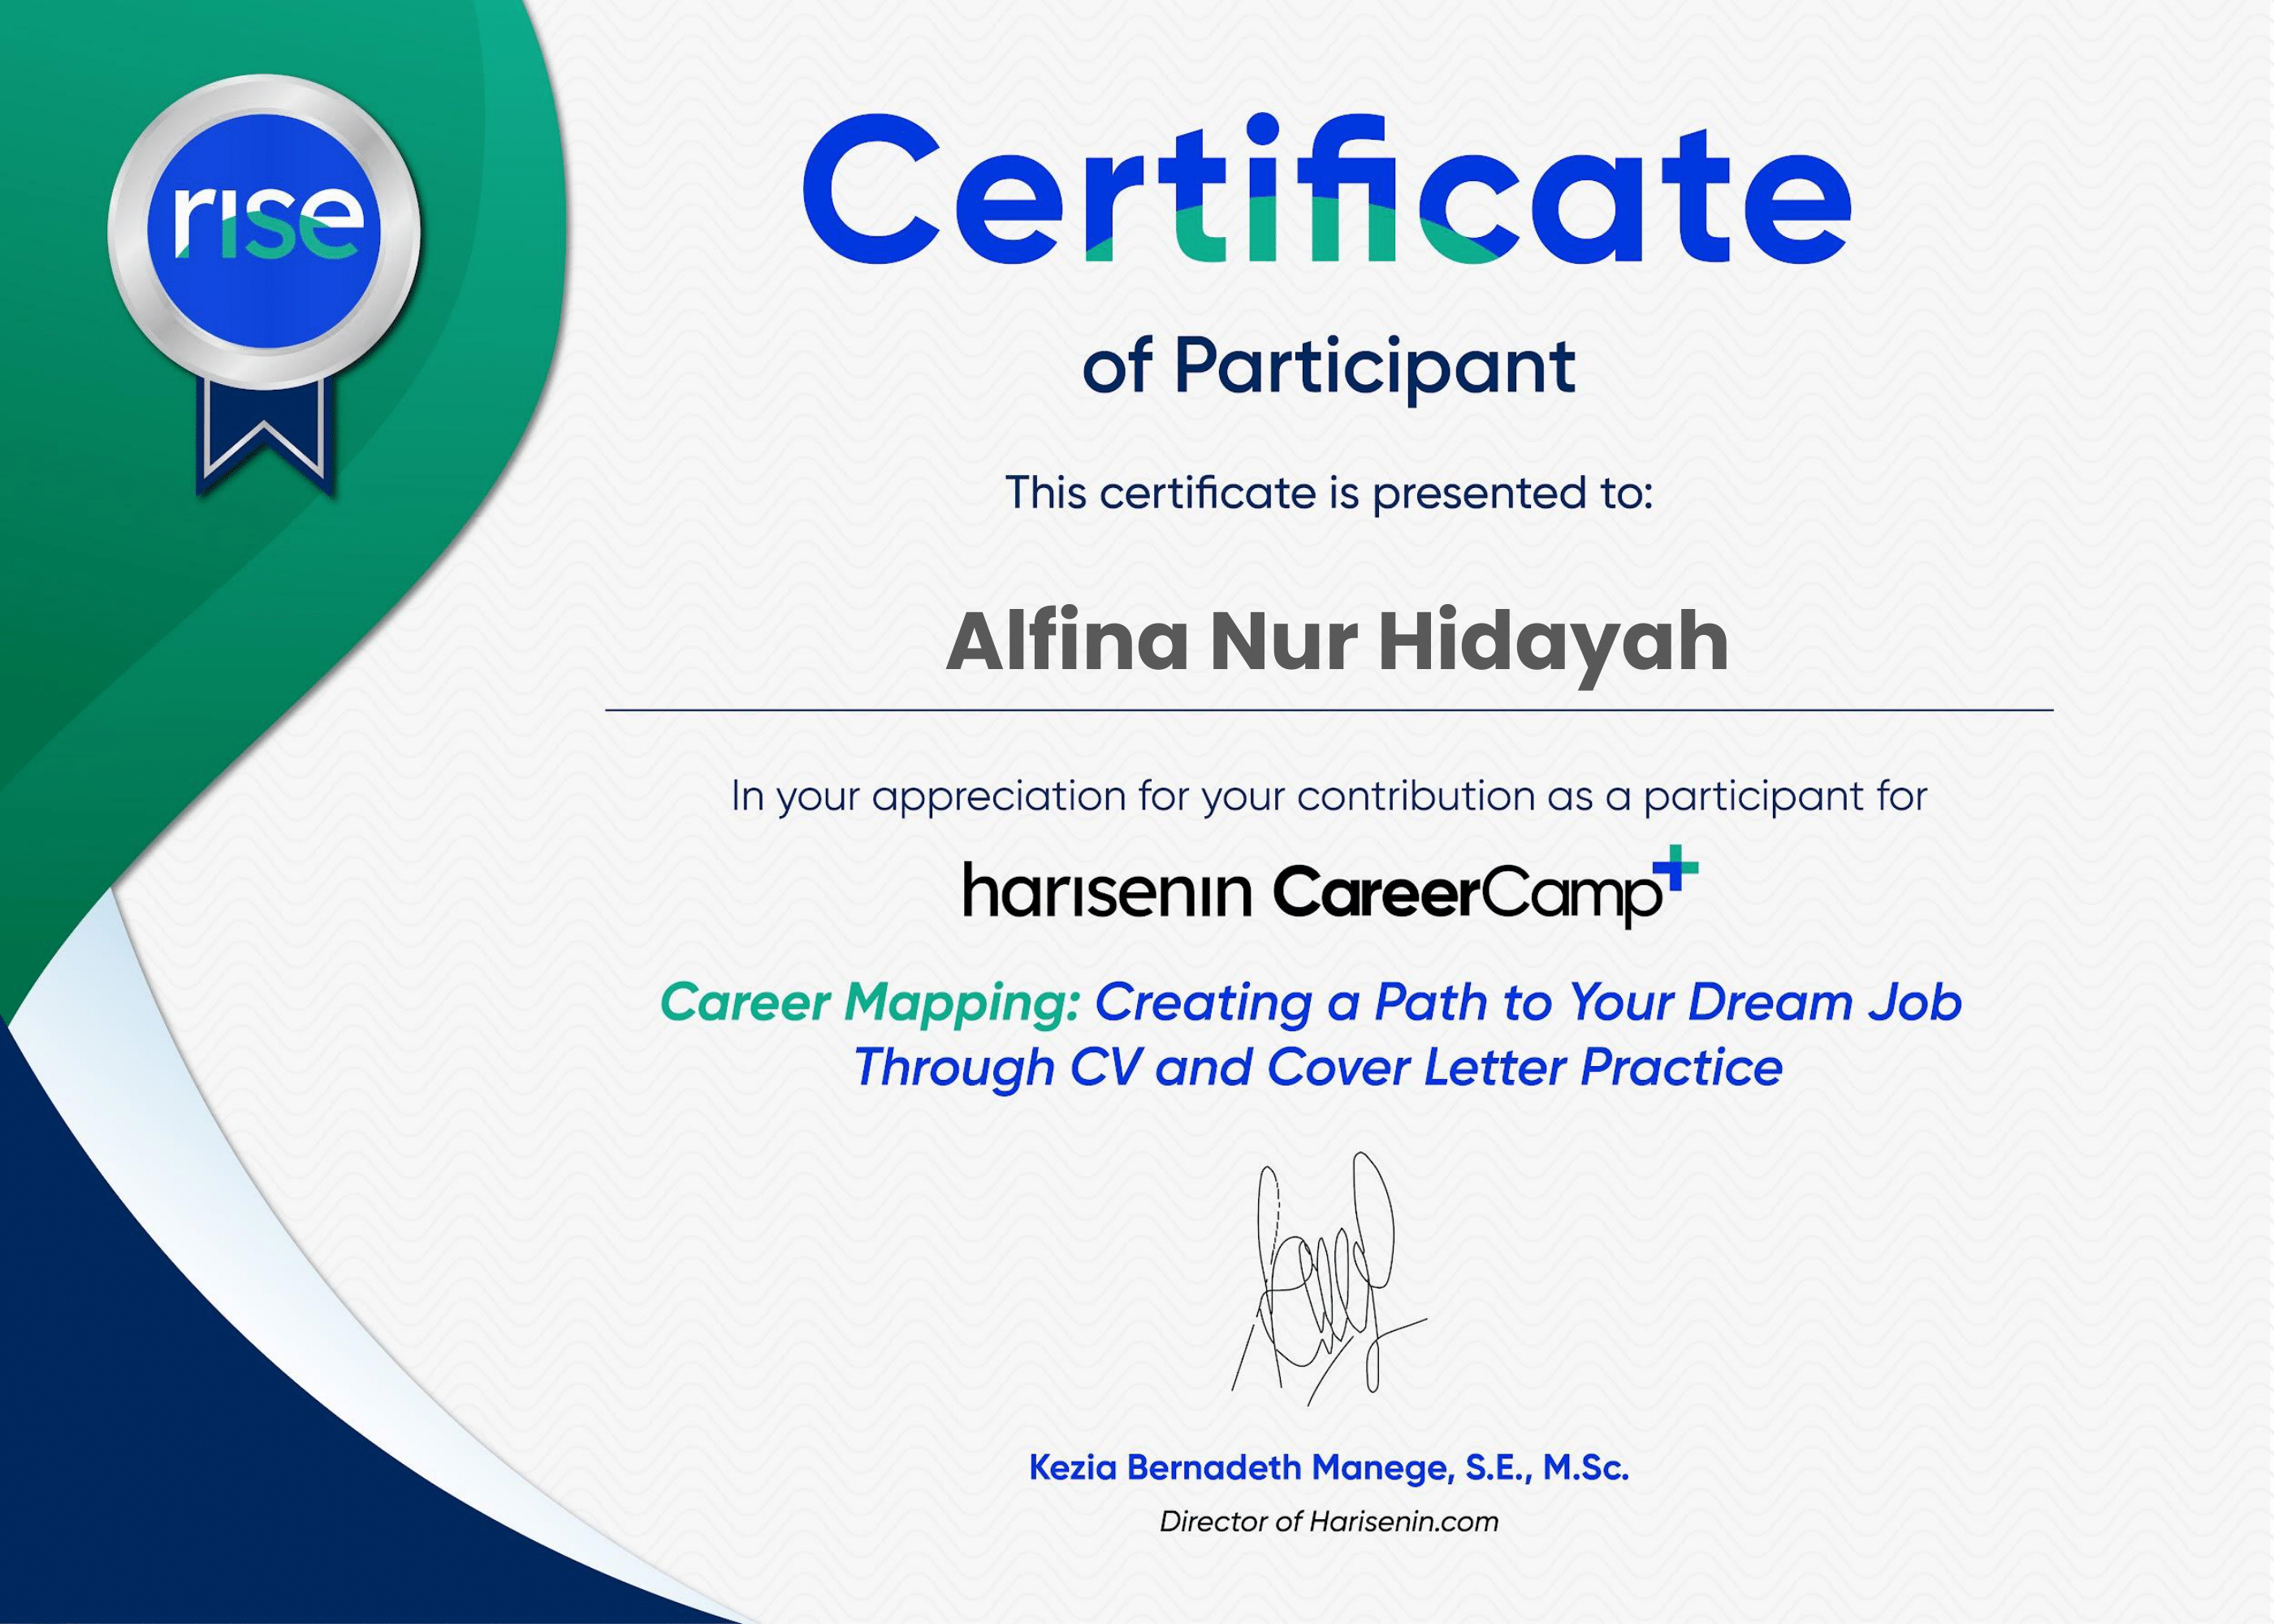 rise
Certificate
of Participant
This certificate is presented to:
Alfina Nur Hidayah
In your appreciation for your contribution as a participant for
harisenin CareerCamp+
Career Mapping: Creating a Path to Your Dream Job
Through CV and Cover Letter Practice
Kezia Bernadeth Manege, S.E., M.Sc.
Director of Harisenin.com